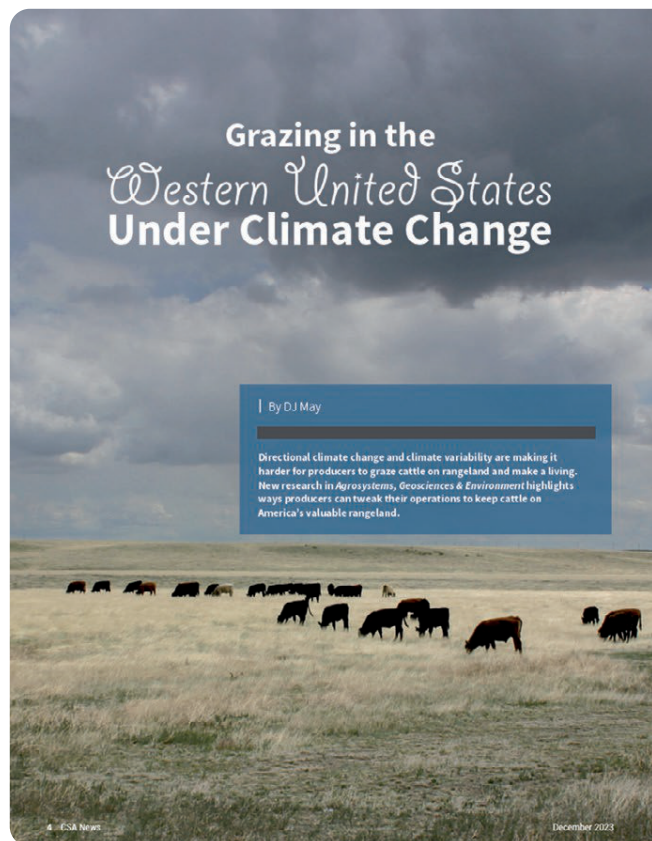 Grazing in the
Western United States
Under Climate Change
By DJ May
Directional climate change and climate variability are making it
harder for producers to graze cattle on rangeland and make a living.
New research in Agrosystems, Geosciences & Environment highlights
ways producers can tweak their operations to keep cattle on
America's valuable rangeland.
4 CSA News
December 2023